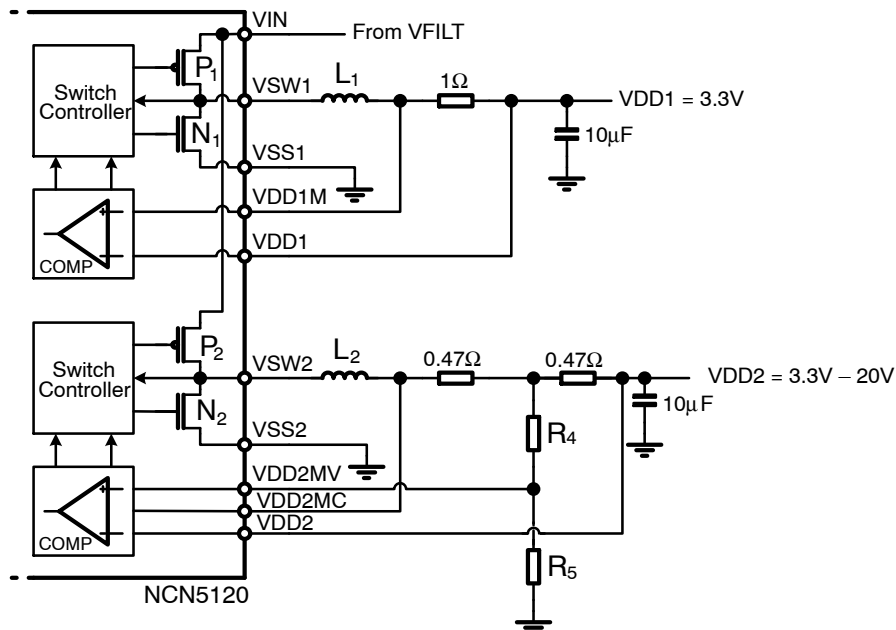 VIN
From VFILT
P1
Switch
Controller
VSW1
L1
1Ω
VDD1 = 3.3V
N1
10μF
VSS1
VDD1M
+
−
COMP
VDD1
P2
Switch
Controller
VSW2
L2
0.47Ω
0.47Ω
VDD2 = 3.3V – 20V
N2
10μF
VSS2
R4
VDD2MV
+
VDD2MC
−
VDD2
COMP
R5
NCN5120